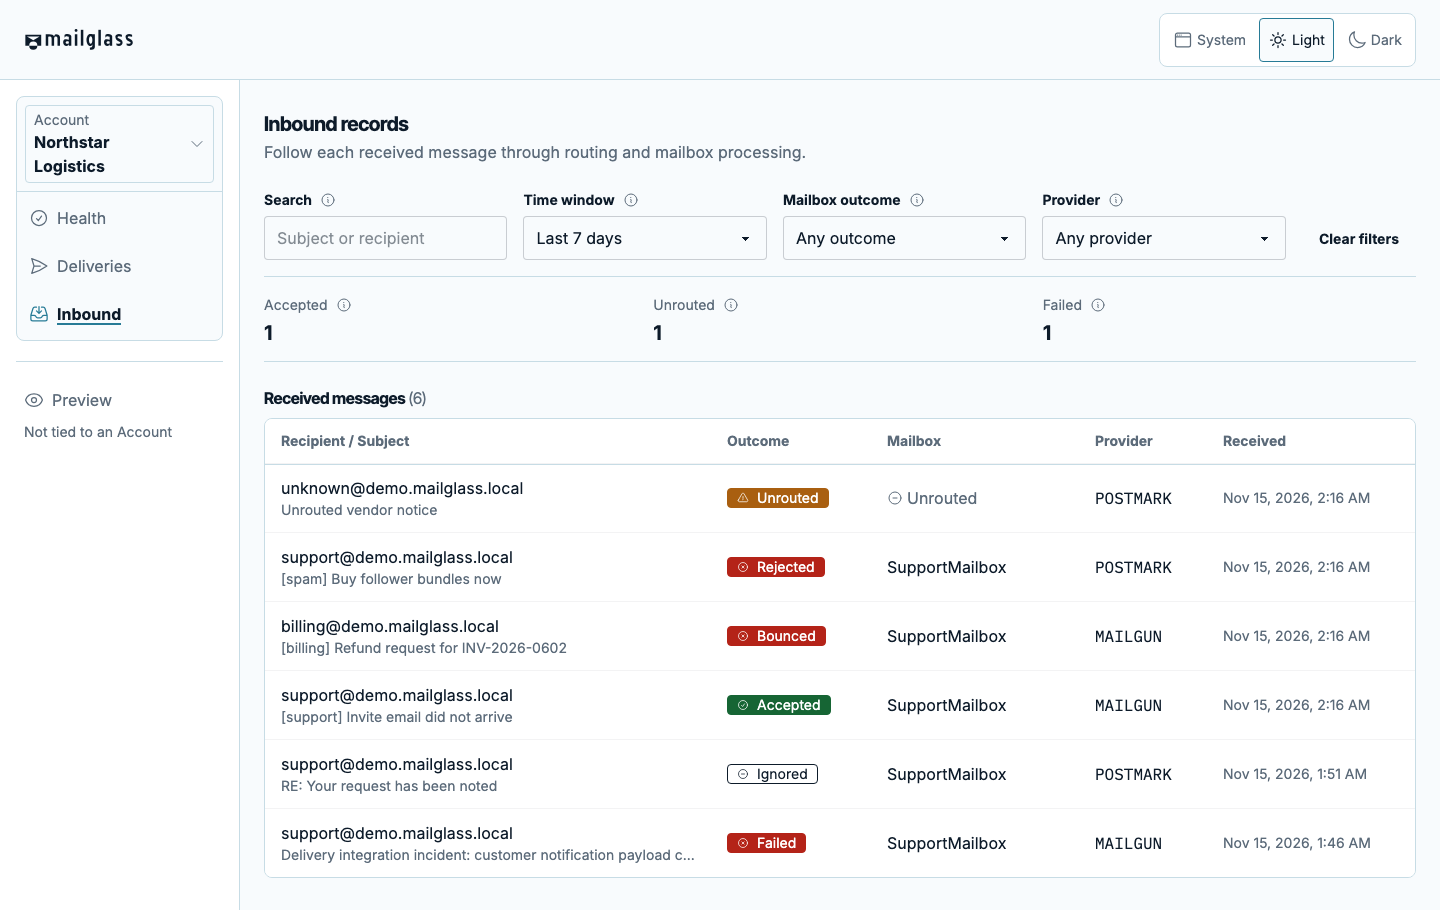 mailglass
System
Light
Dark
Account
Northstar
Logistics
Health
Deliveries
Inbound
Preview
Not tied to an Account
Inbound records
Follow each received message through routing and mailbox processing.
Search
Time window
Mailbox outcome
Provider
Subject or recipient
Last 7 days
Any outcome
Any provider
Clear filters
Accepted
Unrouted
Failed
1
1
1
Received messages (6)
Recipient / Subject
Outcome
Mailbox
Provider
Received
unknown@demo.mailglass.local
Unrouted vendor notice
Unrouted
Unrouted
POSTMARK
Nov 15, 2026, 2:16 AM
support@demo.mailglass.local
[spam] Buy follower bundles now
Rejected
SupportMailbox
POSTMARK
Nov 15, 2026, 2:16 AM
billing@demo.mailglass.local
[billing] Refund request for INV-2026-0602
Bounced
SupportMailbox
MAILGUN
Nov 15, 2026, 2:16 AM
support@demo.mailglass.local
[support] Invite email did not arrive
Accepted
SupportMailbox
MAILGUN
Nov 15, 2026, 2:16 AM
support@demo.mailglass.local
RE: Your request has been noted
Ignored
SupportMailbox
POSTMARK
Nov 15, 2026, 1:51 AM
support@demo.mailglass.local
Delivery integration incident: customer notification payload c...
Failed
SupportMailbox
MAILGUN
Nov 15, 2026, 1:46 AM